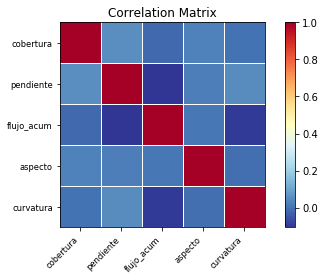 Correlation Matrix
cobertura
pendiente
flujo_acum
aspecto
curvatura
cobertura
pendiente
flujo_acum
aspecto
curvatura
1.0
0.8
0.6
0.4
0.2
0.0